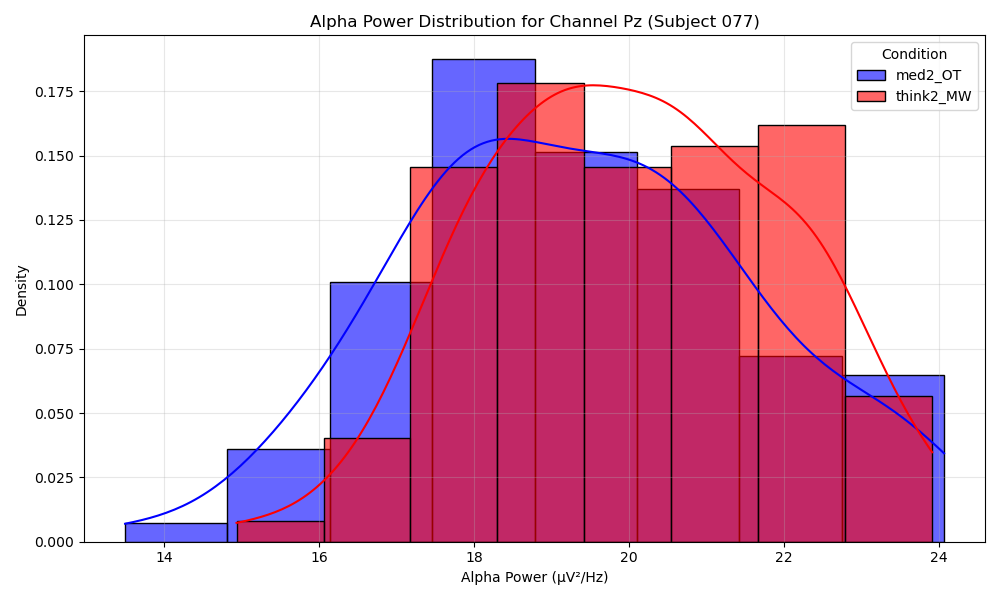 Alpha Power Distribution for Channel Pz (Subject 077)
Condition
med2_OT
think2_MW
0.175
0.150
0.125
0.100
0.075
0.050
0.025
0.000
Density
14 16 18 20 22 24
Alpha Power (μV²/Hz)